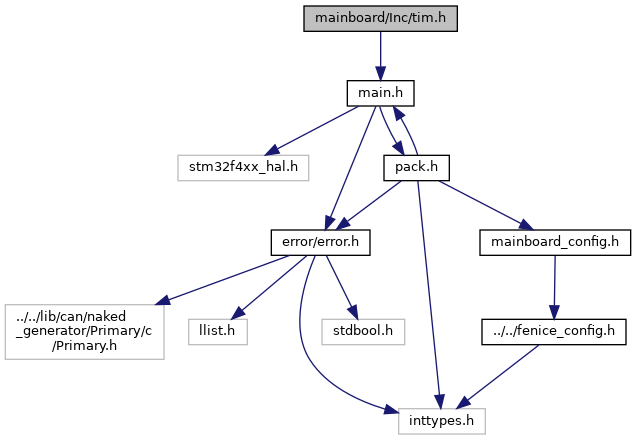 mainboard/Inc/tim.h
main.h
stm32f4xx_hal.h
pack.h
error/error.h
mainboard_config.h
../../lib/can/naked
_generator/Primary/c
/Primary.h
llist.h
stdbool.h
../../fenice_config.h
inttypes.h